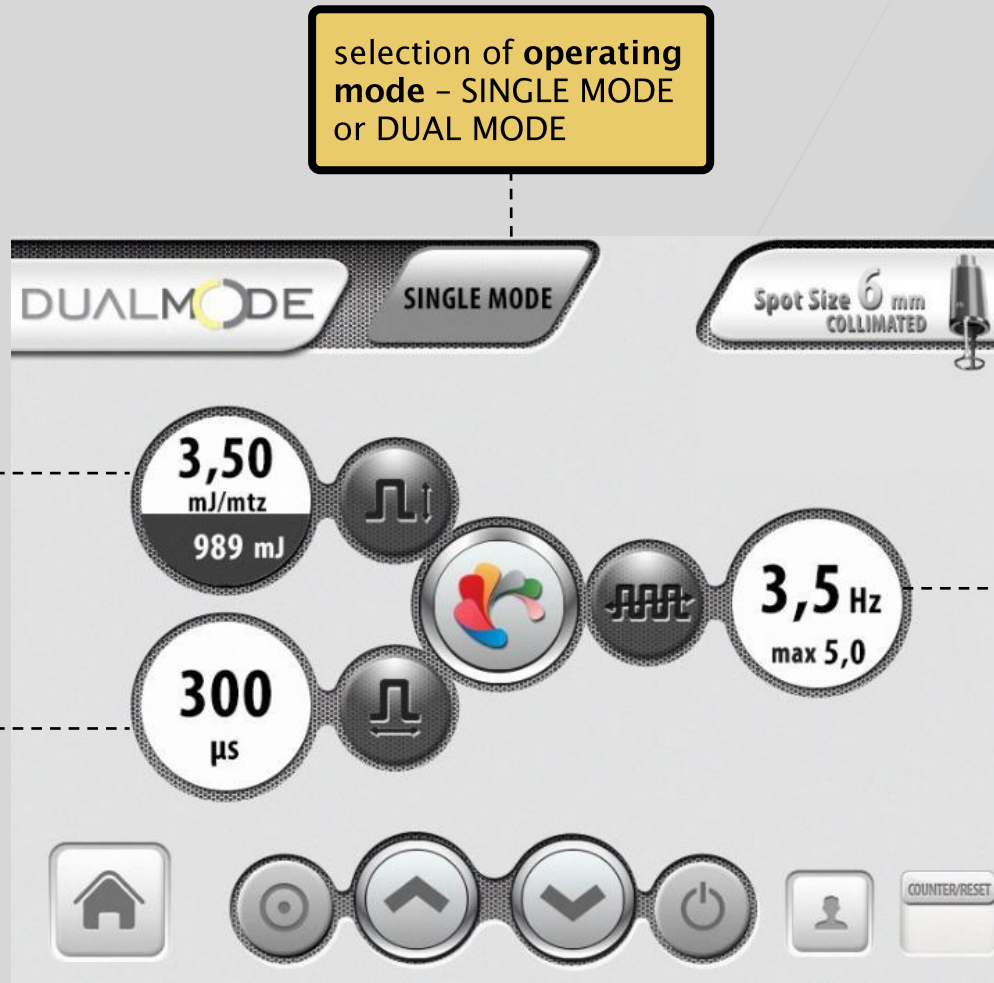 selection of operating
mode – SINGLE MODE
or DUAL MODE
DUALMODE
SINGLE MODE
Spot Size 6 mm
COLLIMATED
3,50
mJ/mtz
989 mJ
3,5 Hz
max 5,0
300
µs
COUNTER/RESET